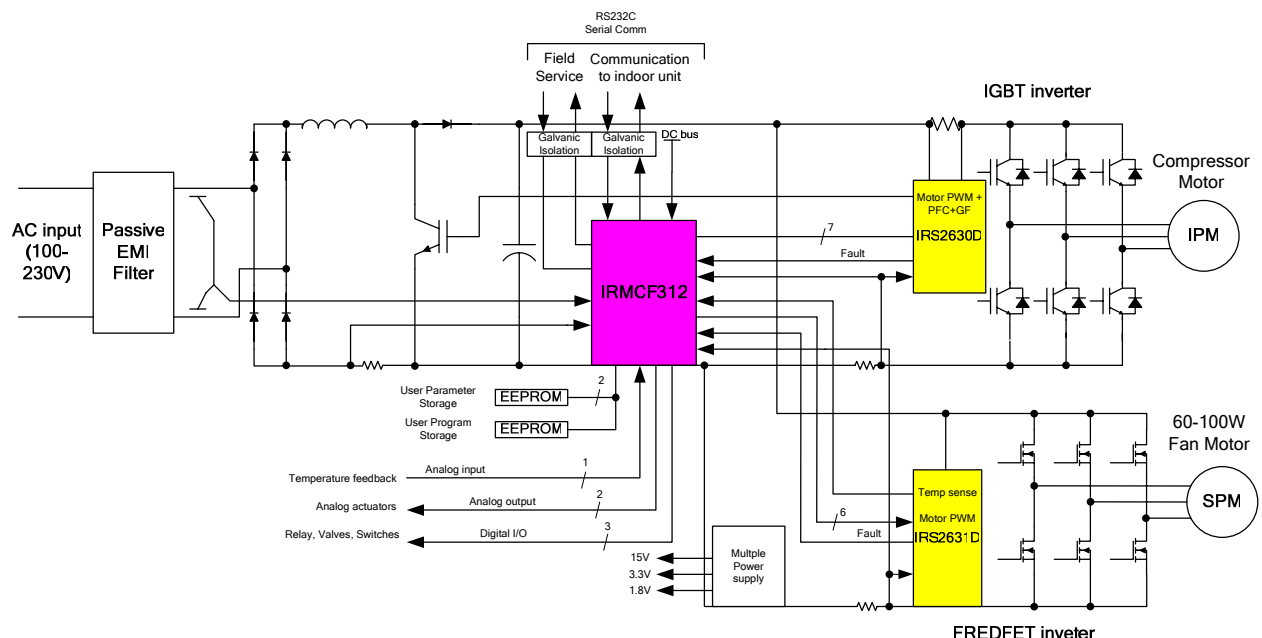 RS232C
Serial Comm
Field
Service
Communication
to indoor unit
Galvanic
Isolation
Galvanic
Isolation
DC bus
IGBT inverter
Compressor
Motor
IPM
AC input
(100-
230V)
Passive
EMI
Filter
IRMCF312
Motor PWM +
PFC+GF
IRS2630D
7
Fault
User Parameter
Storage
EEPROM
2
User Program
Storage
EEPROM
Temperature feedback
Analog input
1
Analog actuators
Analog output
2
Relay, Valves, Switches
Digital I/O
3
15V
3.3V
1.8V
Multple
Power
supply
60-100W
Fan Motor
SPM
Temp sense
6
Motor PWM
Fault
IRS2631D
FREDFET inveter